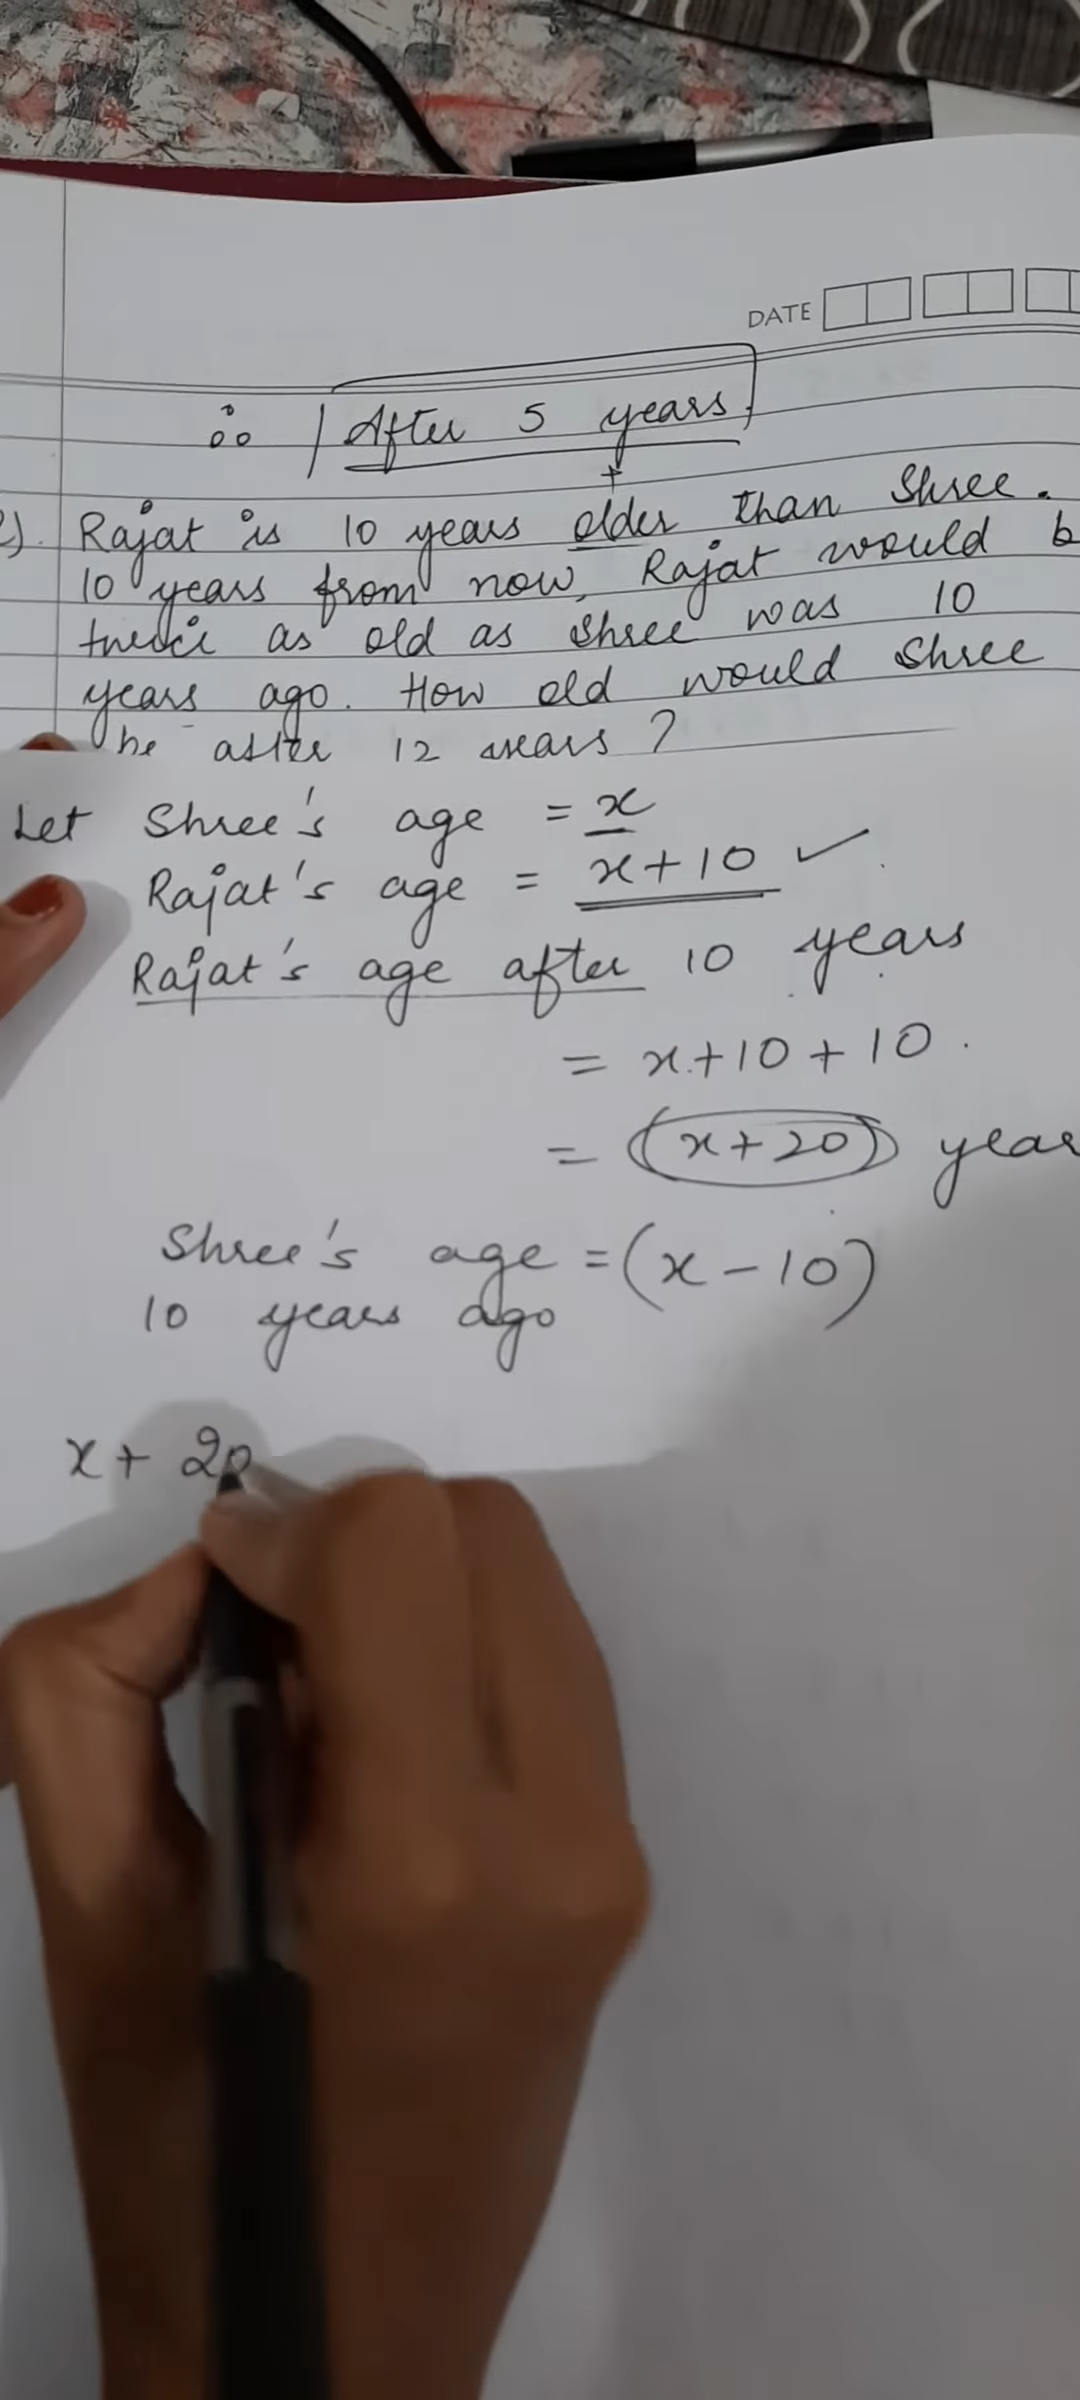 DATE
∴ After 5 years
+
2). Rajat is 10 years older than Shree.
10 years from now, Rajat would b
twice as old as Shree was 10
years ago. How old would Shree
be after 12 years ?
Let Shree's age = x
Rajat's age = x+10 ✓
Rajat's age after 10 years
= x+10+10.
= (x+20) year
Shree's age = (x-10)
10 years ago
x+ 20